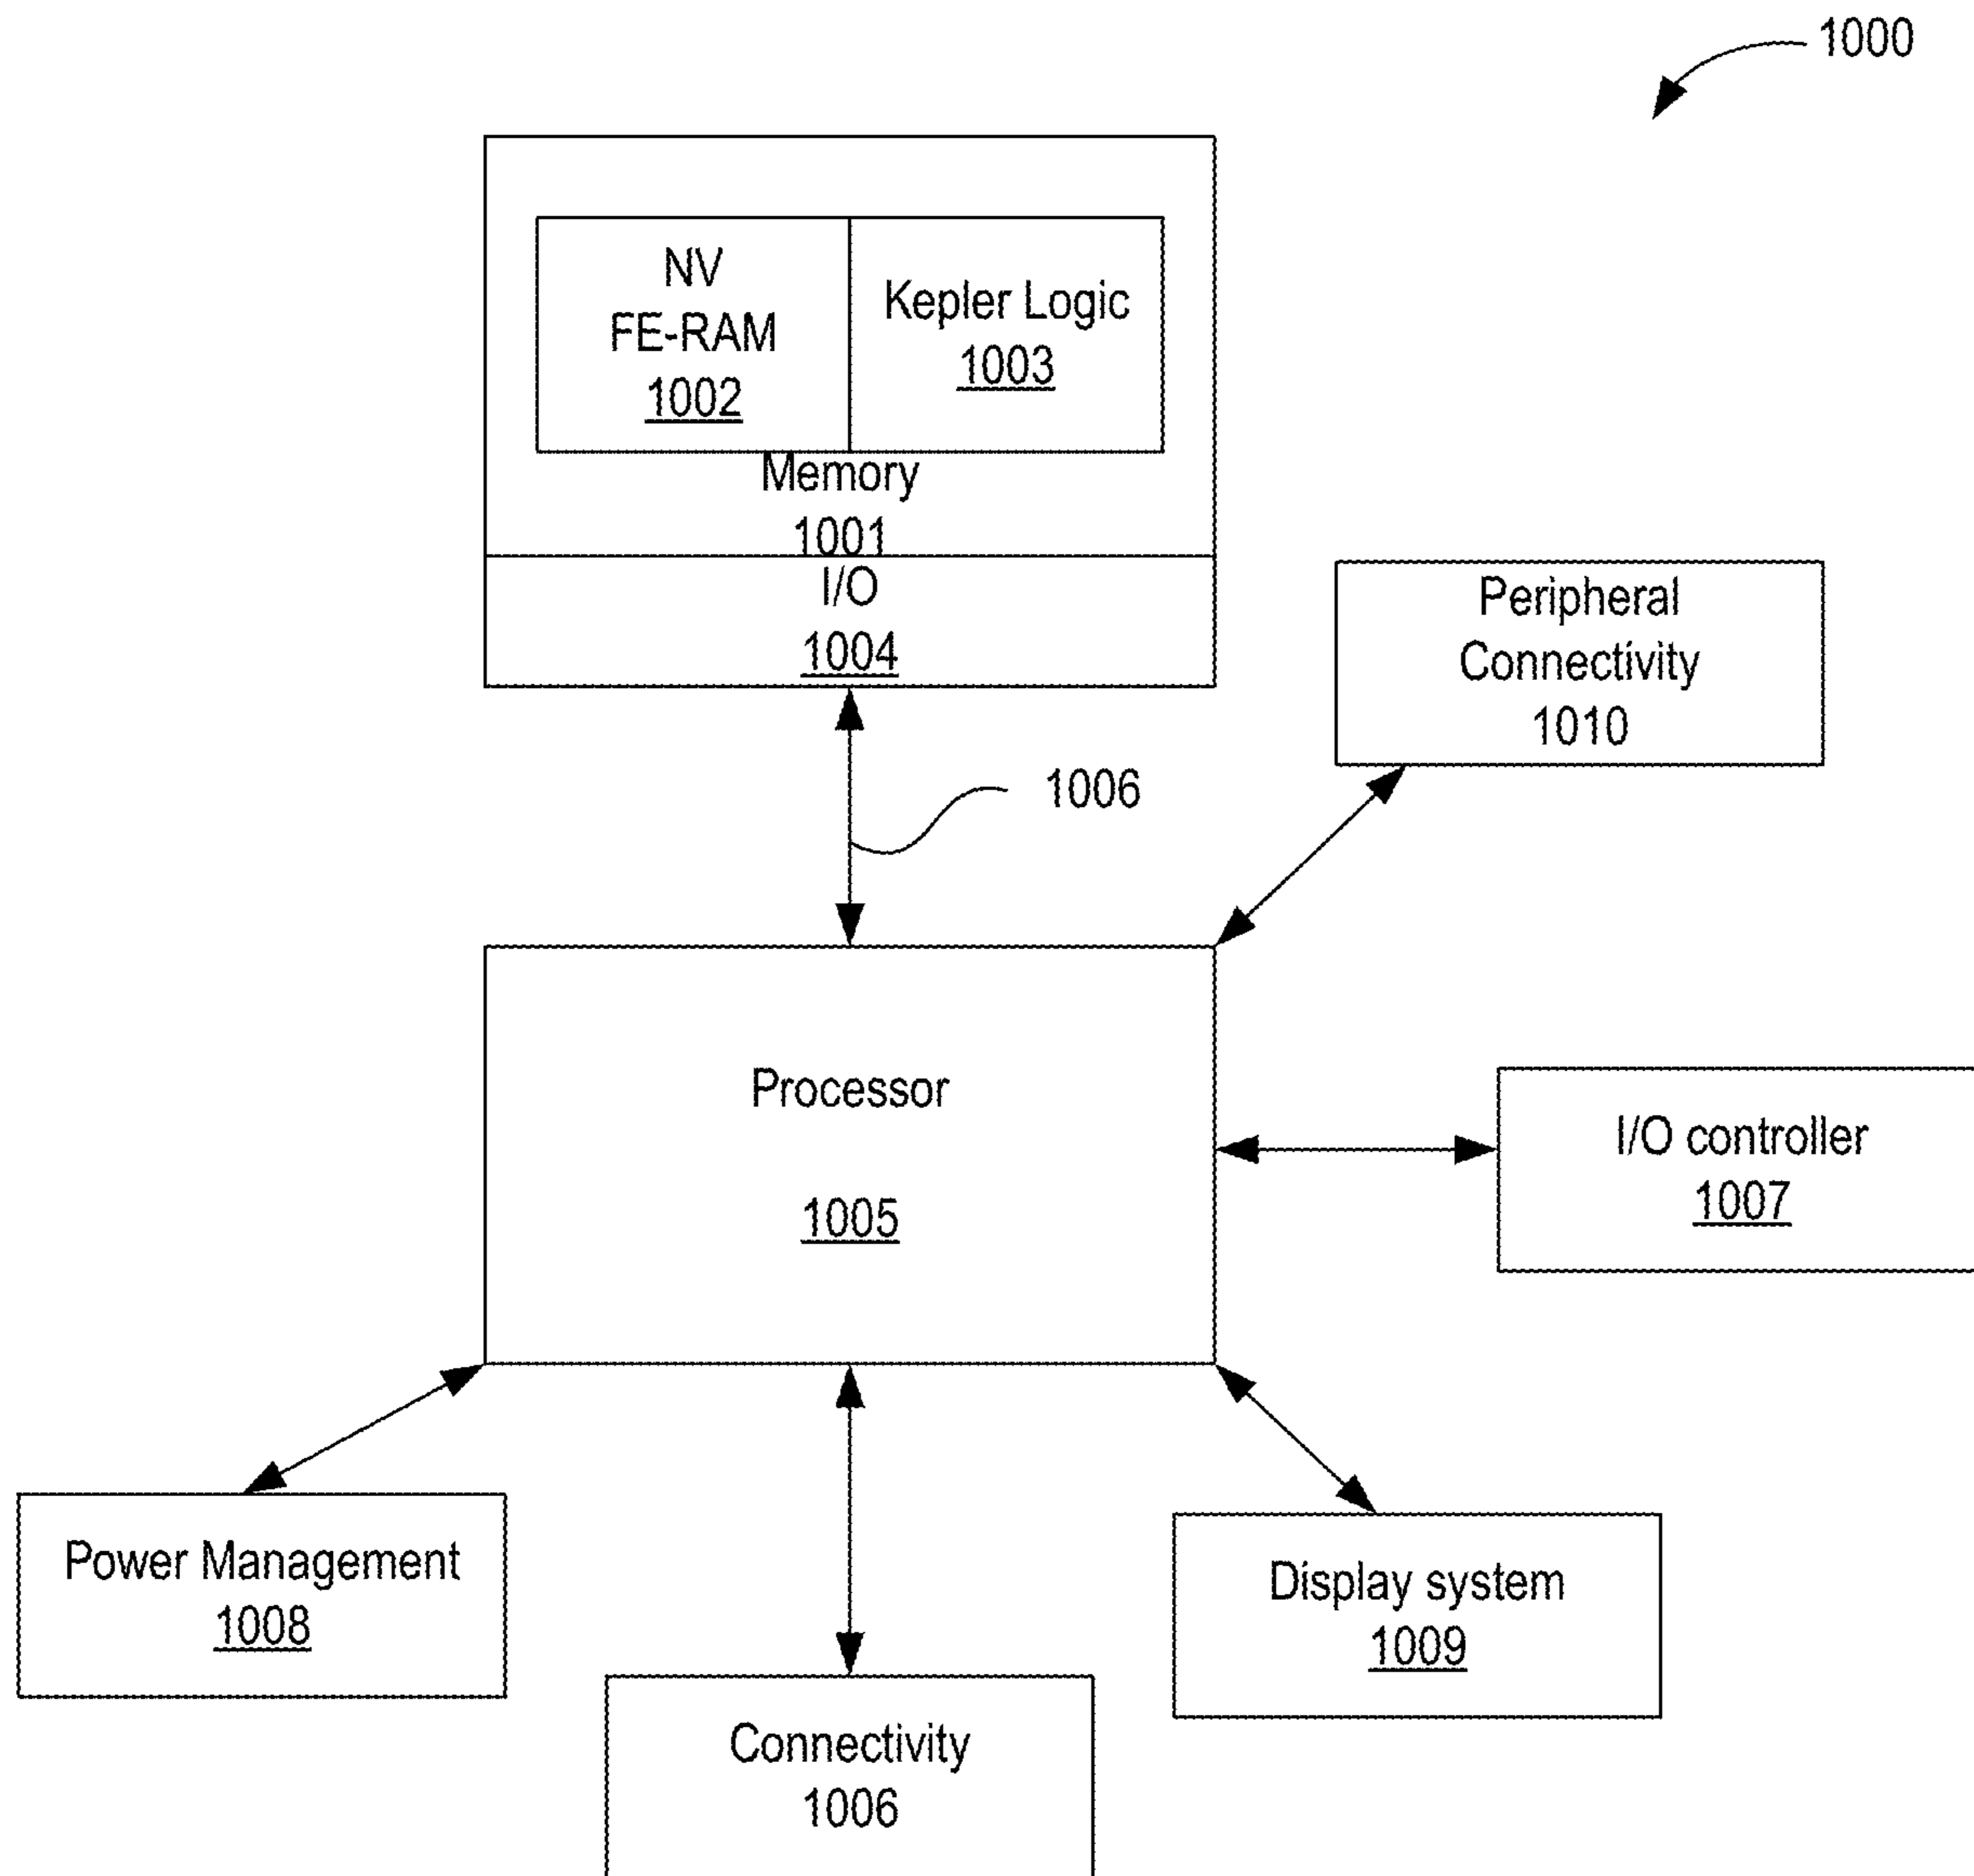 1000
NV
FE-RAM
1002
Kepler Logic
1003
Memory
1001
I/O
1004
Peripheral
Connectivity
1010
1006
Processor
1005
I/O controller
1007
Power Management
1008
Display system
1009
Connectivity
1006